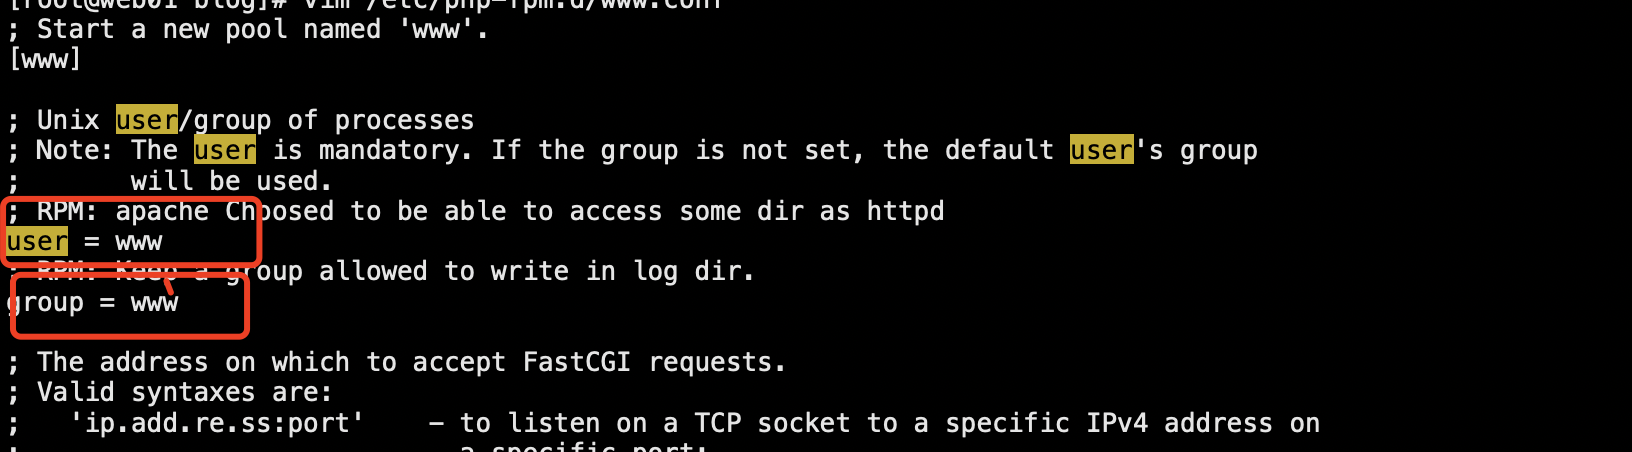 [root@web01 blog]# vim /etc/php-fpm.d/www.conf
; Start a new pool named 'www'.
[www]
; Unix user/group of processes
; Note: The user is mandatory. If the group is not set, the default user's group
;       will be used.
; RPM: apache Choosed to be able to access some dir as httpd
user = www
; RPM: Keep a group allowed to write in log dir.
group = www
; The address on which to accept FastCGI requests.
; Valid syntaxes are:
;   'ip.add.re.ss:port'    - to listen on a TCP socket to a specific IPv4 address on
;                            a specific port;